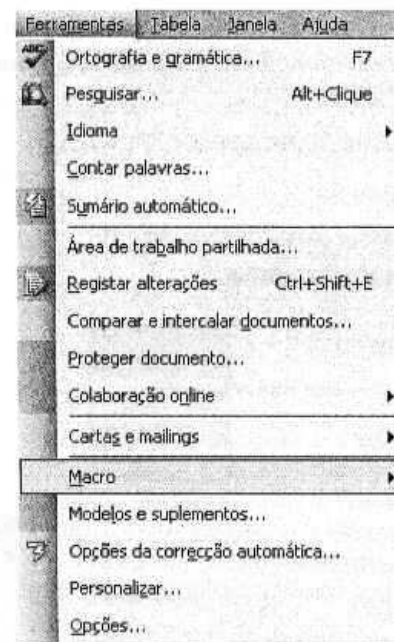 Ferramentas Tabela Janela Ajuda
ABC
Ortografia e gramática... F7
Pesquisar... Alt+Clique
Idioma
Contar palavras...
Sumário automático...
Área de trabalho partilhada...
Registar alterações Ctrl+Shift+E
Comparar e intercalar documentos...
Proteger documento...
Colaboração online
Cartas e mailings
Macro
Modelos e suplementos...
Opções da correcção automática...
Personalizar...
Opções...